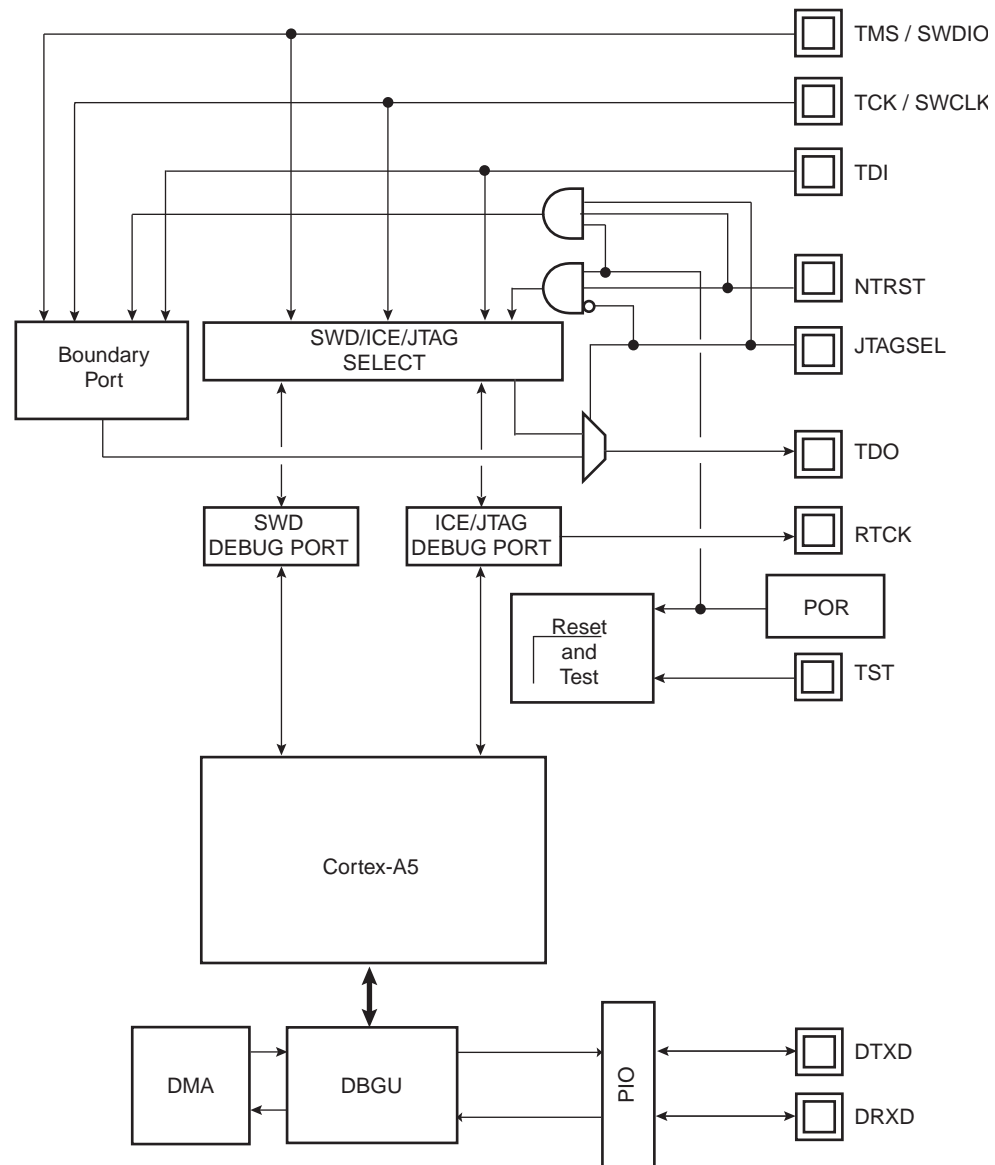 TMS / SWDIO
TCK / SWCLK
TDI
NTRST
JTAGSEL
SWD/ICE/JTAG
SELECT
Boundary
Port
TDO
SWD
DEBUG PORT
ICE/JTAG
DEBUG PORT
RTCK
POR
Reset
and
Test
TST
Cortex-A5
DMA
DBGU
PIO
DTXD
DRXD